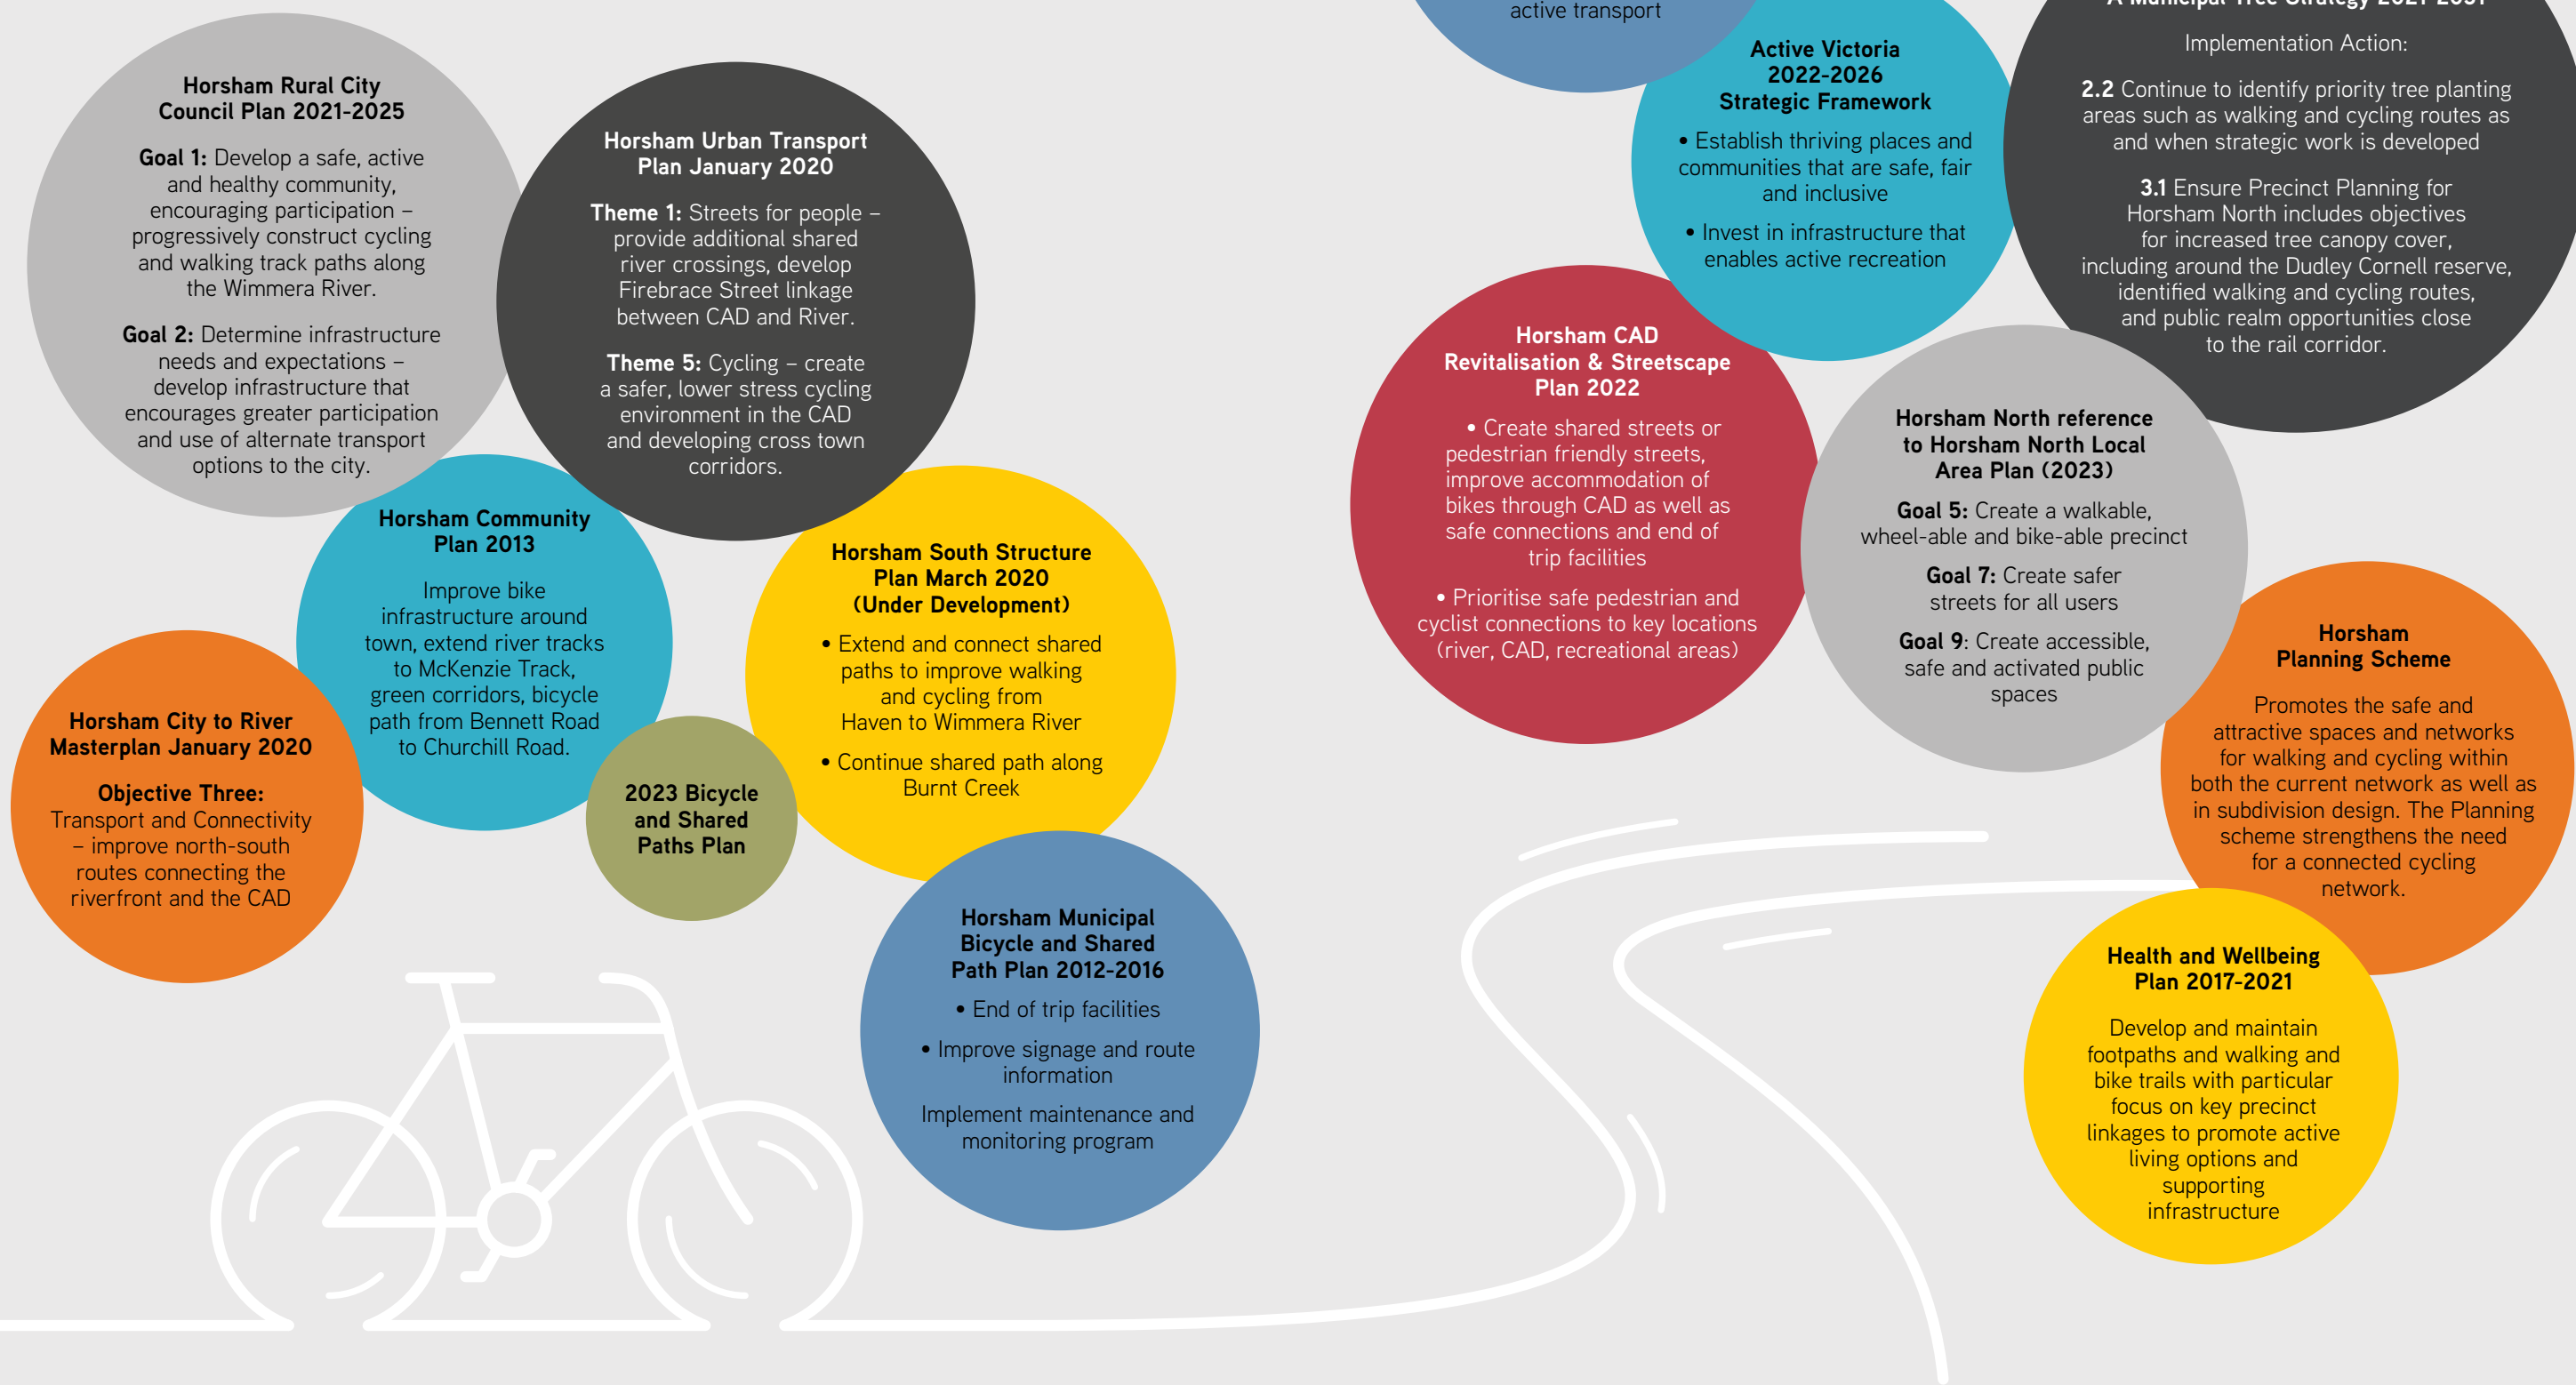 Horsham Rural City
Council Plan 2021-2025
Goal 1: Develop a safe, active
and healthy community,
encouraging participation –
progressively construct cycling
and walking track paths along
the Wimmera River.
Goal 2: Determine infrastructure
needs and expectations –
develop infrastructure that
encourages greater participation
and use of alternate transport
options to the city.
Horsham Urban Transport
Plan January 2020
Theme 1: Streets for people –
provide additional shared
river crossings, develop
Firebrace Street linkage
between CAD and River.
Theme 5: Cycling – create
a safer, lower stress cycling
environment in the CAD
and developing cross town
corridors.
Horsham Community
Plan 2013
Improve bike
infrastructure around
town, extend river tracks
to McKenzie Track,
green corridors, bicycle
path from Bennett Road
to Churchill Road.
Horsham South Structure
Plan March 2020
(Under Development)
• Extend and connect shared
paths to improve walking
and cycling from
Haven to Wimmera River
• Continue shared path along
Burnt Creek
Horsham City to River
Masterplan January 2020
Objective Three:
Transport and Connectivity
– improve north-south
routes connecting the
riverfront and the CAD
2023 Bicycle
and Shared
Paths Plan
Horsham Municipal
Bicycle and Shared
Path Plan 2012-2016
• End of trip facilities
• Improve signage and route
information
Implement maintenance and
monitoring program
active transport
Active Victoria
2022-2026
Strategic Framework
• Establish thriving places and
communities that are safe, fair
and inclusive
• Invest in infrastructure that
enables active recreation
A Municipal Tree Strategy 2021-2031
Implementation Action:
2.2 Continue to identify priority tree planting
areas such as walking and cycling routes as
and when strategic work is developed
3.1 Ensure Precinct Planning for
Horsham North includes objectives
for increased tree canopy cover,
including around the Dudley Cornell reserve,
identified walking and cycling routes,
and public realm opportunities close
to the rail corridor.
Horsham CAD
Revitalisation & Streetscape
Plan 2022
• Create shared streets or
pedestrian friendly streets,
improve accommodation of
bikes through CAD as well as
safe connections and end of
trip facilities
• Prioritise safe pedestrian and
cyclist connections to key locations
(river, CAD, recreational areas)
Horsham North reference
to Horsham North Local
Area Plan (2023)
Goal 5: Create a walkable,
wheel-able and bike-able precinct
Goal 7: Create safer
streets for all users
Goal 9: Create accessible,
safe and activated public
spaces
Horsham
Planning Scheme
Promotes the safe and
attractive spaces and networks
for walking and cycling within
both the current network as well as
in subdivision design. The Planning
scheme strengthens the need
for a connected cycling
network.
Health and Wellbeing
Plan 2017-2021
Develop and maintain
footpaths and walking and
bike trails with particular
focus on key precinct
linkages to promote active
living options and
supporting
infrastructure